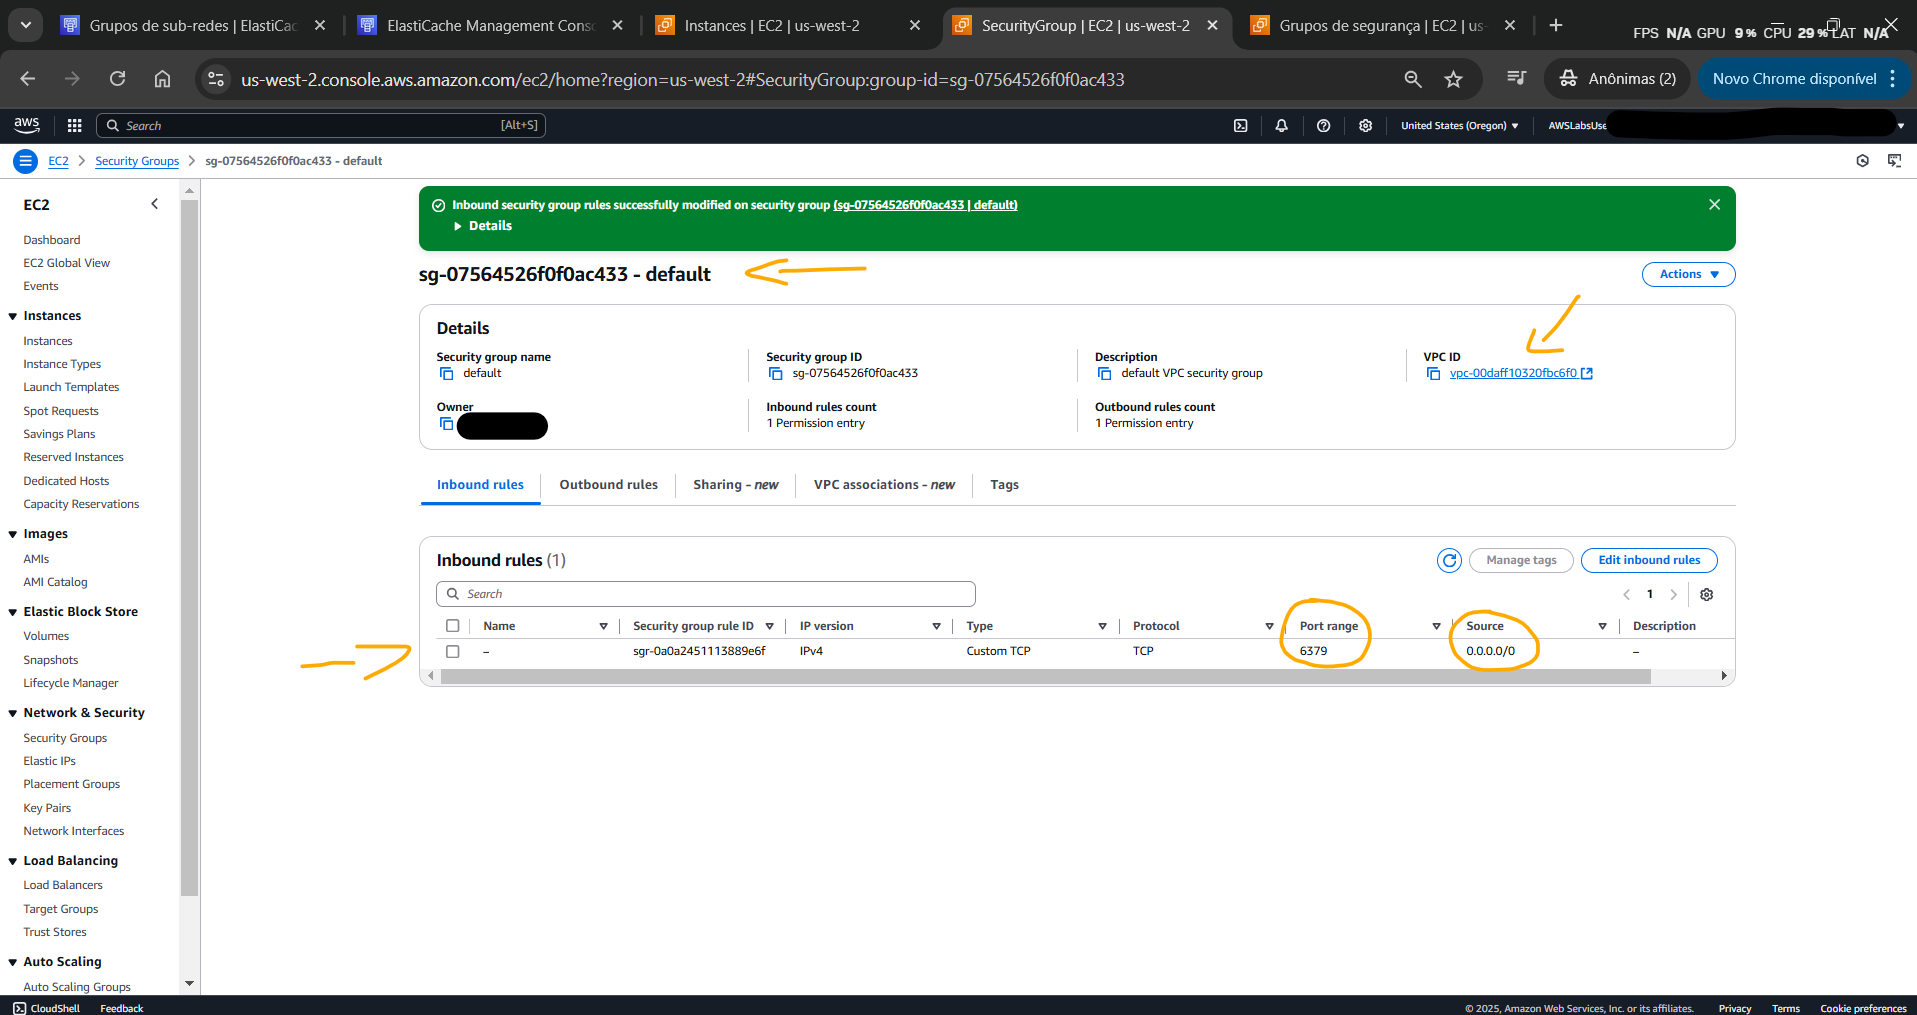 Grupos de sub-redes | ElastiCac
ElastiCache Management Conso
Instances | EC2 | us-west-2
SecurityGroup | EC2 | us-west-2
Grupos de segurança | EC2 | us-
FPS N/A GPU 9% CPU 29% LAT N/A
us-west-2.console.aws.amazon.com/ec2/home?region=us-west-2#SecurityGroup:group-id=sg-07564526f0f0ac433
Anônimas (2)
Novo Chrome disponível
aws
Search
[Alt+S]
United States (Oregon)
AWSLabsUse
EC2 > Security Groups > sg-07564526f0f0ac433 - default
EC2
Dashboard
EC2 Global View
Events
Instances
Instances
Instance Types
Launch Templates
Spot Requests
Savings Plans
Reserved Instances
Dedicated Hosts
Capacity Reservations
Images
AMIs
AMI Catalog
Elastic Block Store
Volumes
Snapshots
Lifecycle Manager
Network & Security
Security Groups
Elastic IPs
Placement Groups
Key Pairs
Network Interfaces
Load Balancing
Load Balancers
Target Groups
Trust Stores
Auto Scaling
Auto Scaling Groups
Inbound security group rules successfully modified on security group (sg-07564526f0f0ac433 | default)
Details
sg-07564526f0f0ac433 - default
Actions
Details
Security group name
default
Security group ID
sg-07564526f0f0ac433
Description
default VPC security group
VPC ID
vpc-00daff10320fbc6f0
Owner
Inbound rules count
1 Permission entry
Outbound rules count
1 Permission entry
Inbound rules
Outbound rules
Sharing - new
VPC associations - new
Tags
Inbound rules (1)
Manage tags
Edit inbound rules
Search
1
Name
Security group rule ID
IP version
Type
Protocol
Port range
Source
Description
–
sgr-0a0a2451113889e6f
IPv4
Custom TCP
TCP
6379
0.0.0.0/0
–
CloudShell
Feedback
© 2025, Amazon Web Services, Inc. or its affiliates.
Privacy
Terms
Cookie preferences